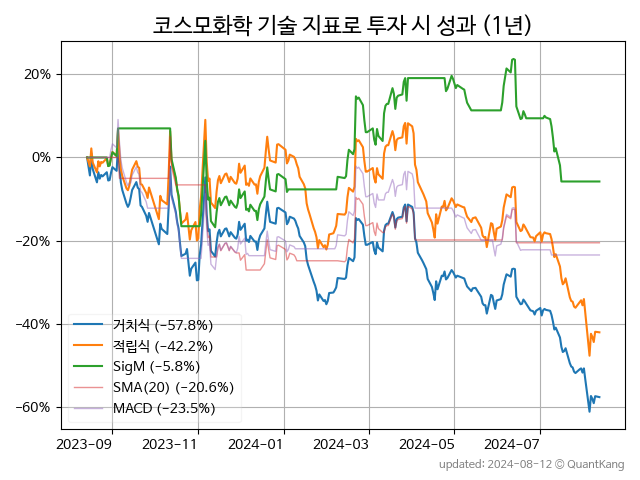 코스모화학 기술 지표로 투자 시 성과 (1년)
20%
0%
−20%
−40%
−60%
거치식 (−57.8%)
적립식 (−42.2%)
SigM (−5.8%)
SMA(20) (−20.6%)
MACD (−23.5%)
2023-09
2023-11
2024-01
2024-03
2024-05
2024-07
updated: 2024-08-12 © QuantKang